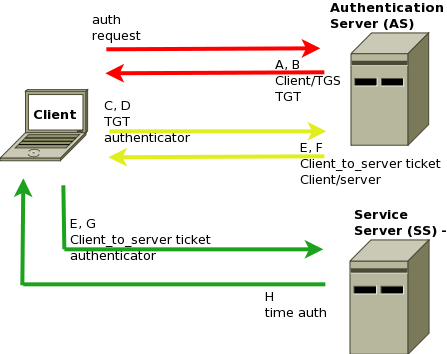 auth
request
Authentication
Server (AS)
A, B
Client/TGS
TGT
Client
C, D
TGT
authenticator
E, F
Client_to_server ticket
Client/server
Service
Server (SS) -
E, G
Client_to_server ticket
authenticator
H
time auth